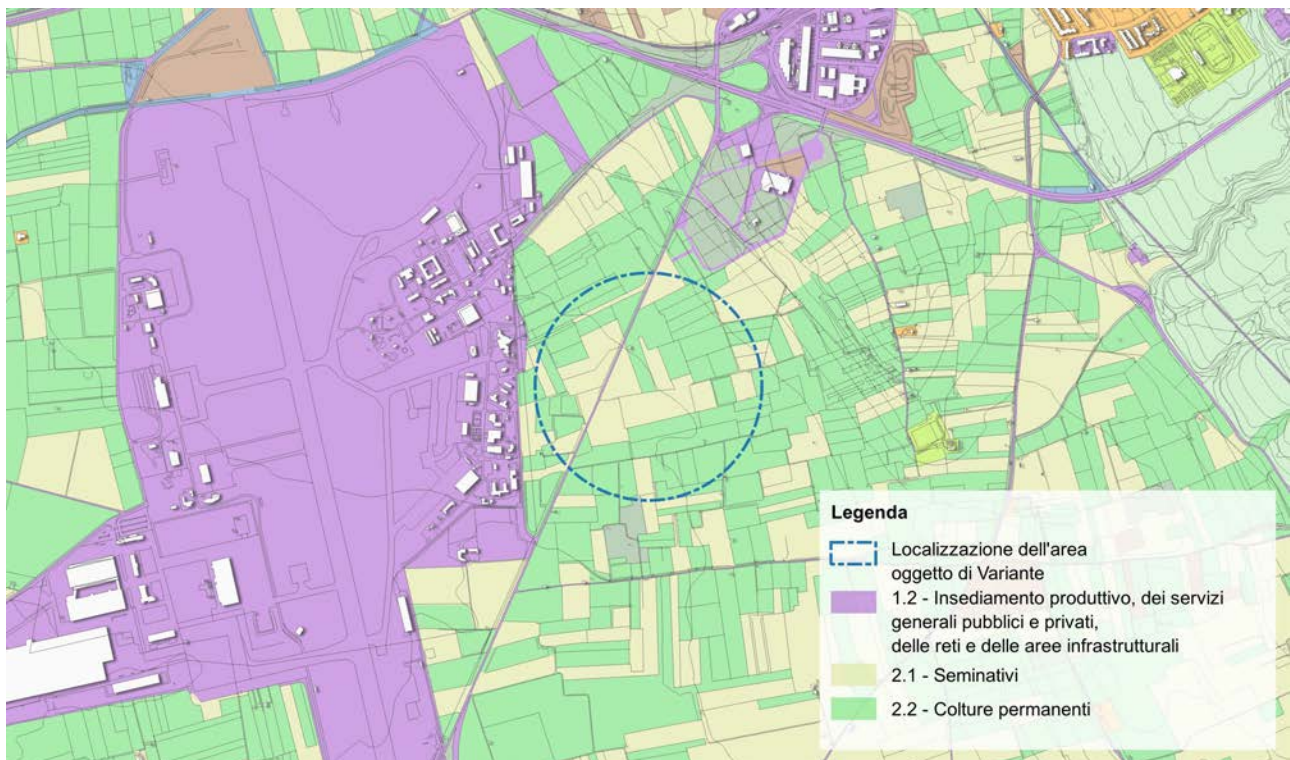 Legenda
Localizzazione dell'area
oggetto di Variante
1.2 - Insediamento produttivo, dei servizi
generali pubblici e privati,
delle reti e delle aree infrastrutturali
2.1 - Seminativi
2.2 - Colture permanenti